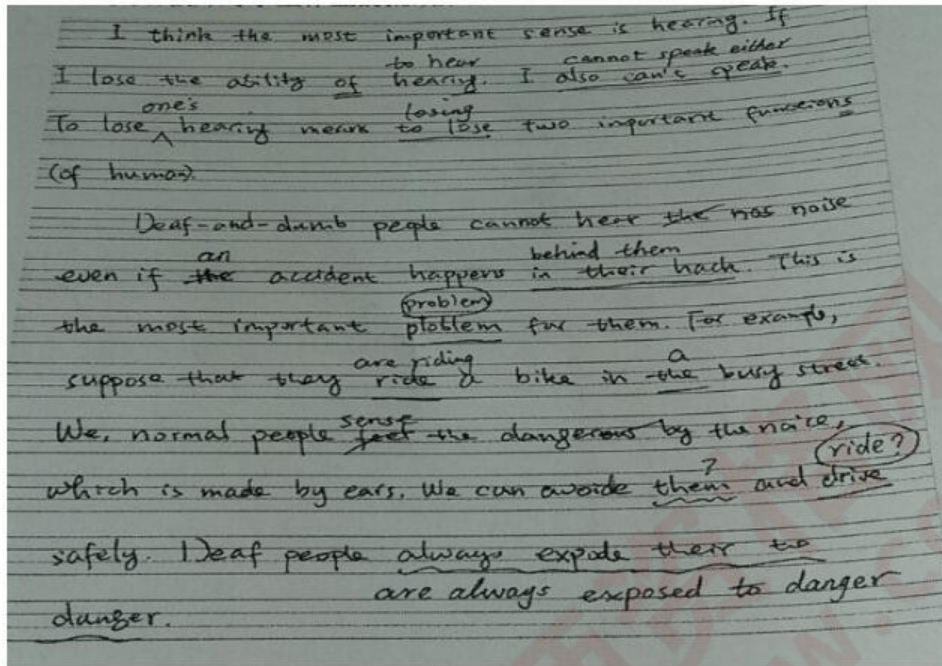 I think the most important sense is hearing. If
to hear cannot speak either
I lose the ability of hearing. I also can't speak.
one's losing
To lose ^ hearing means to lose two important functions
(of human).
Deaf-and-dumb people cannot hear the nas noise
an behind them
even if the accident happens in their back. This is
problem
the most important ploblem for them. For example,
are riding a
suppose that they ride a bike in the busy street.
sense
We, normal people feel the dangerous by the noice,
? ride?
which is made by cars. We can avoide them and drive
safely. Deaf people always expode their to
are always exposed to danger
danger.